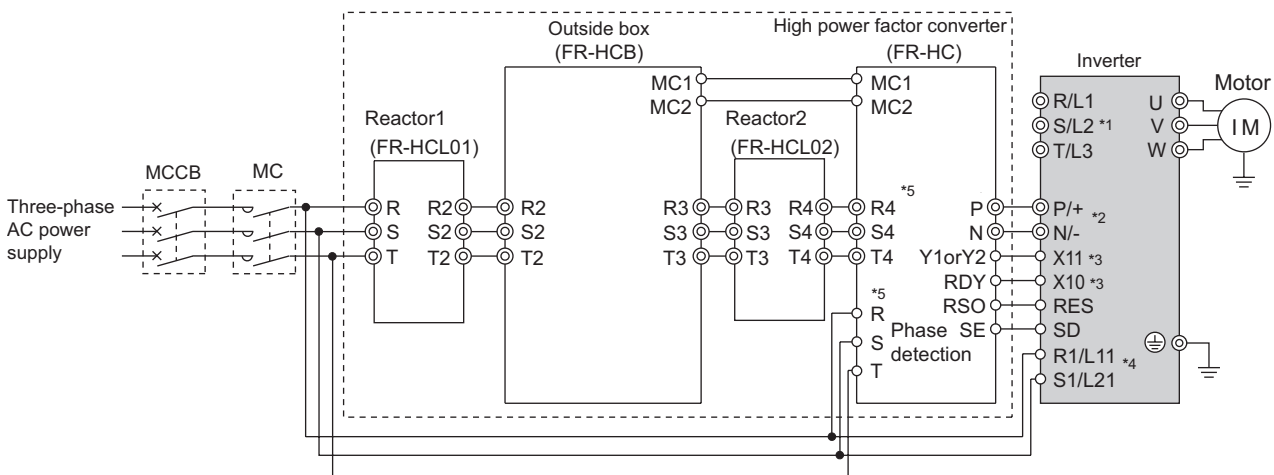 Outside box
(FR-HCB)
High power factor converter
(FR-HC)
Inverter
Motor
MC1
MC2
MC1
MC2
R/L1
S/L2 *1
T/L3
U
V
W
IM
Reactor1
(FR-HCL01)
Reactor2
(FR-HCL02)
MCCB
MC
Three-phase
AC power
supply
R
S
T
R2
S2
T2
R2
S2
T2
R3
S3
T3
R3
S3
T3
R4
S4
T4
*5
R4
S4
T4
P
N
Y1orY2
RDY
RSO
SE
P/+
*2
N/-
X11 *3
X10 *3
RES
SD
R1/L11 *4
S1/L21
*5
R
S
T
Phase
detection